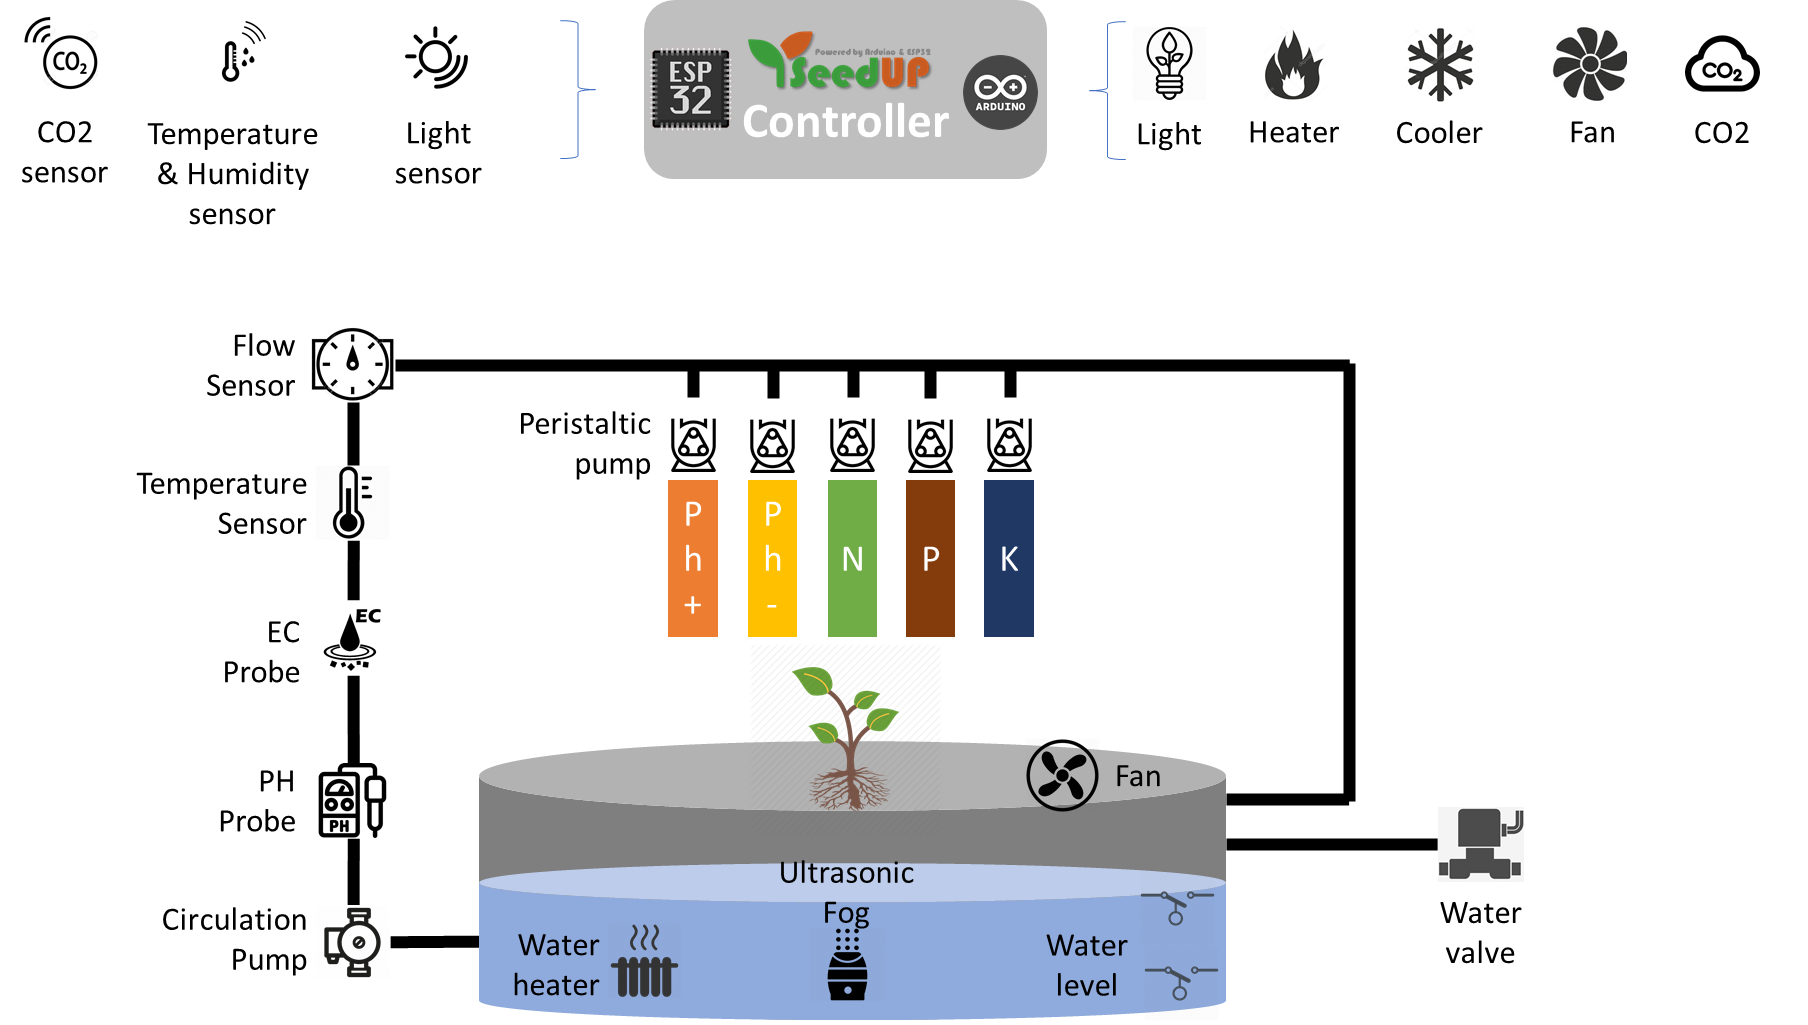 CO₂
CO2
sensor
Temperature
& Humidity
sensor
Light
sensor
ESP
32
Powered by Arduino & ESP32
SeedUP
Controller
ARDUINO
Light
Heater
Cooler
Fan
CO₂
CO2
Flow
Sensor
Temperature
Sensor
EC
EC
Probe
PH
Probe
PH
Circulation
Pump
Peristaltic
pump
P
h
+
P
h
-
N
P
K
Fan
Ultrasonic
Fog
Water
heater
Water
level
Water
valve